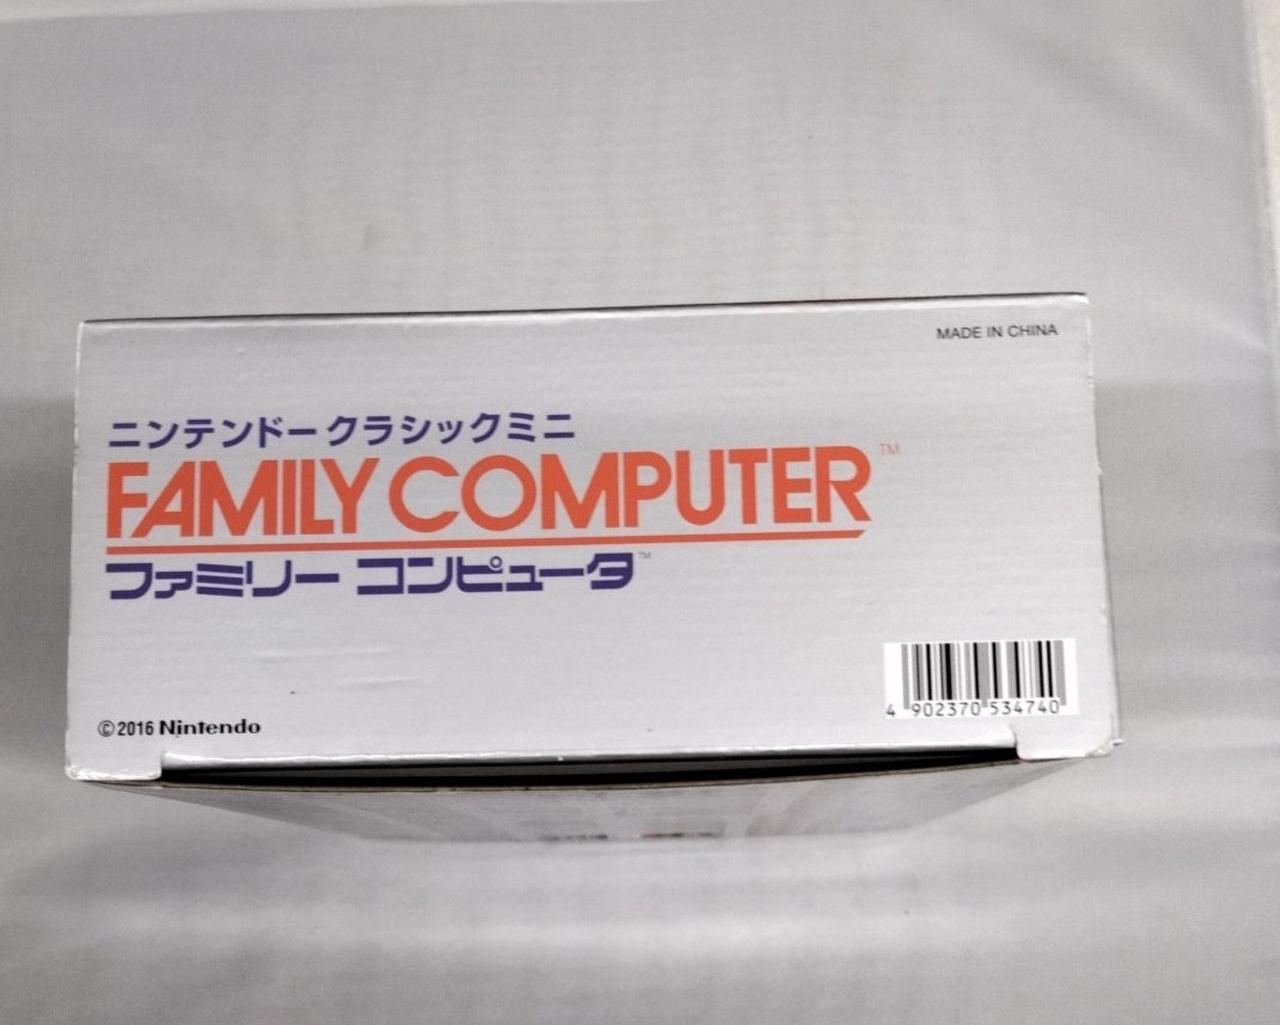 MADE IN CHINA
ニンテンドークラシックミニ
FAMILY COMPUTER™
ファミリー コンピュータ™
4 902370 534740
©2016 Nintendo